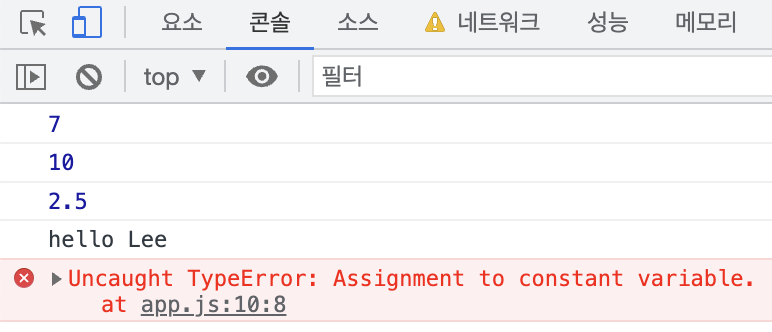 요소 콘솔 소스 네트워크 성능 메모리
top 필터
7
10
2.5
hello Lee
Uncaught TypeError: Assignment to constant variable.
at app.js:10:8